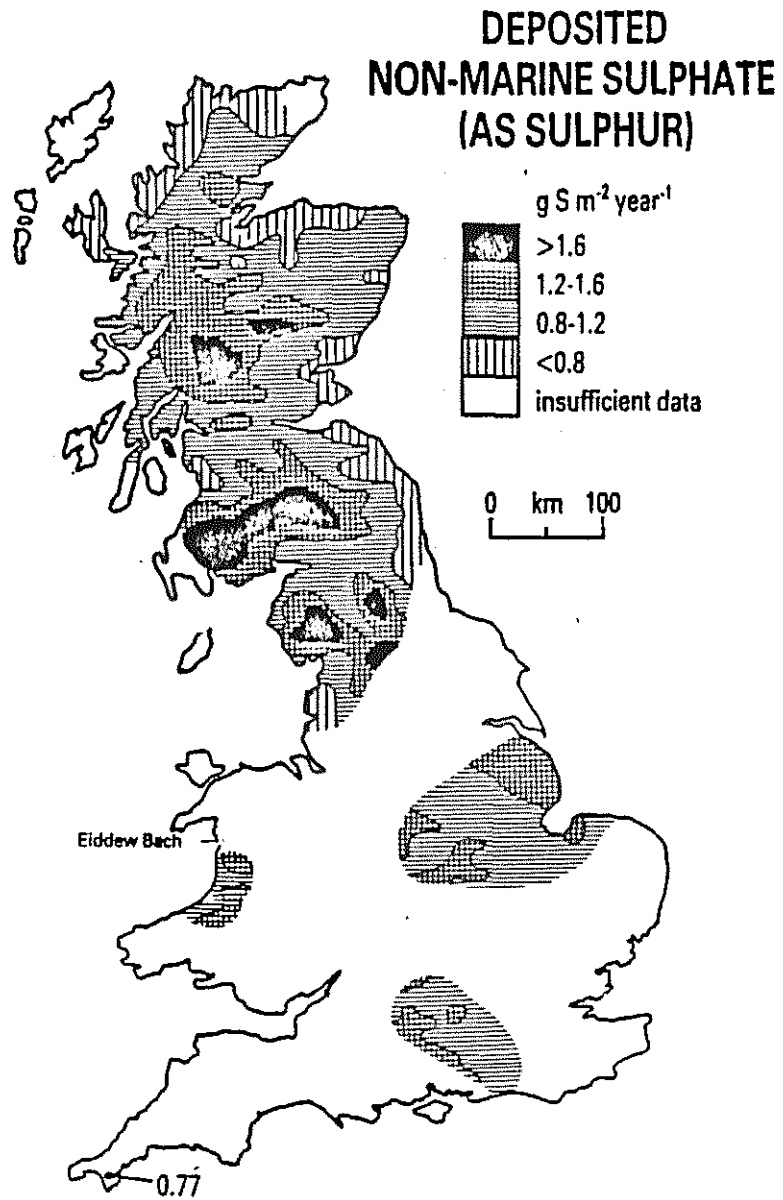 DEPOSITED
NON-MARINE SULPHATE
(AS SULPHUR)
g S m⁻² year⁻¹
>1.6
1.2-1.6
0.8-1.2
<0.8
insufficient data
0 km 100
Eiddew Bach
0.77